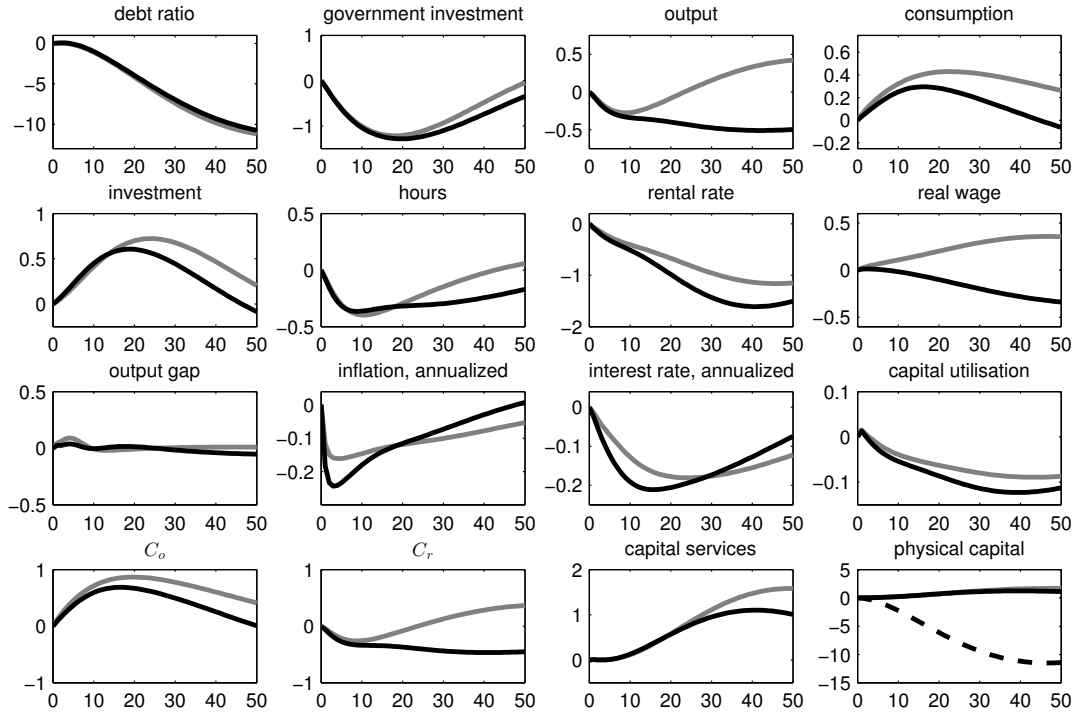 debt ratio
0
−5
−10
0 10 20 30 40 50
government investment
0
−1
0 10 20 30 40 50
output
0.5
0
−0.5
0 10 20 30 40 50
consumption
0.6
0.4
0.2
0
−0.2
0 10 20 30 40 50
investment
1
0.5
0
0 10 20 30 40 50
hours
0.5
0
−0.5
0 10 20 30 40 50
rental rate
0
−1
−2
0 10 20 30 40 50
real wage
0.5
0
−0.5
0 10 20 30 40 50
output gap
0.5
0
−0.5
0 10 20 30 40 50
inflation, annualized
0
−0.1
−0.2
0 10 20 30 40 50
interest rate, annualized
0
−0.1
−0.2
0 10 20 30 40 50
capital utilisation
0.1
0
−0.1
0 10 20 30 40 50
C_o
1
0
−1
0 10 20 30 40 50
C_r
1
0
−1
0 10 20 30 40 50
capital services
2
1
0
0 10 20 30 40 50
physical capital
5
0
−5
−10
−15
0 10 20 30 40 50